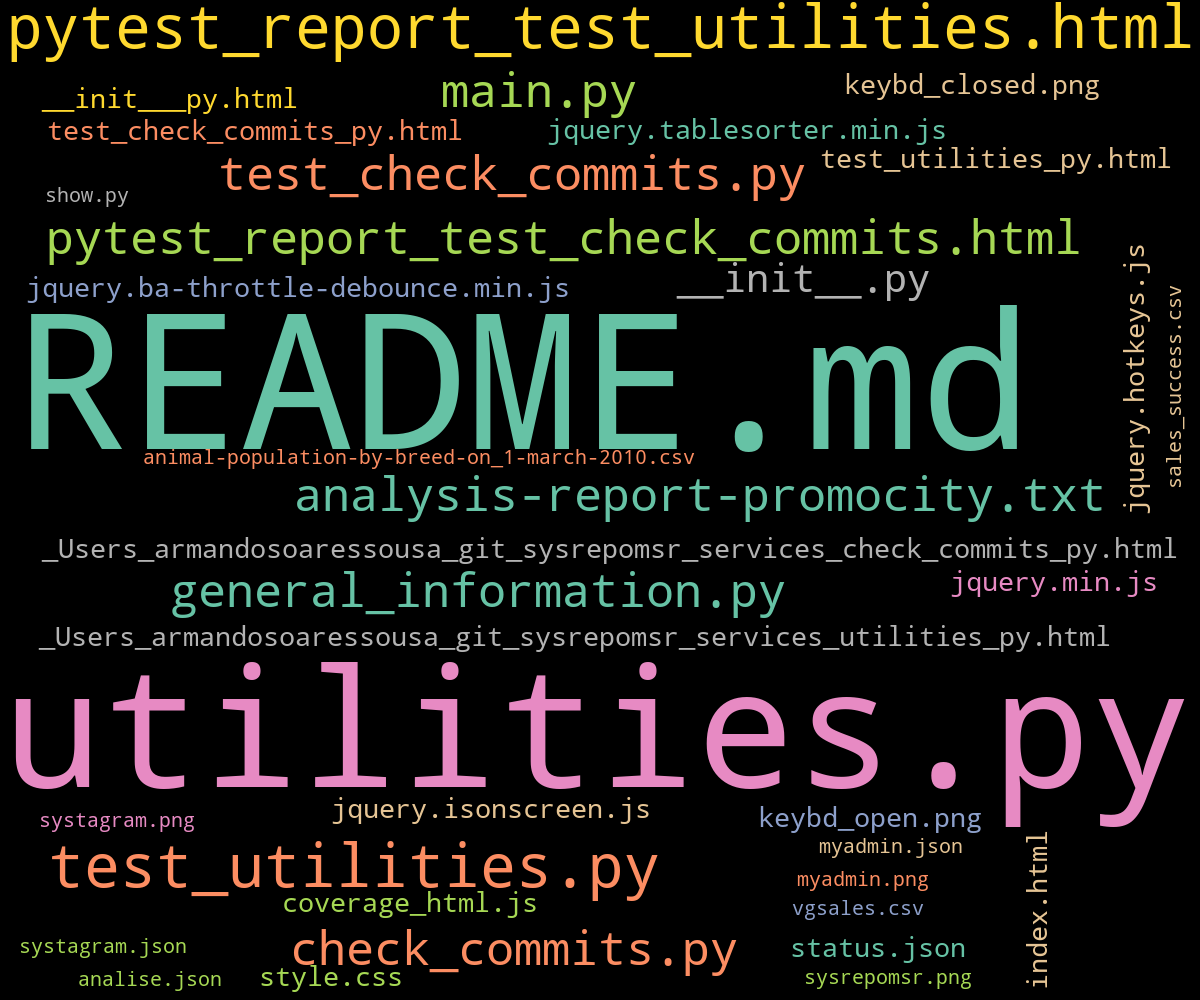 pytest_report_test_utilities.html
__init___py.html
main.py
keybd_closed.png
test_check_commits_py.html
jquery.tablesorter.min.js
test_check_commits.py
test_utilities_py.html
show.py
pytest_report_test_check_commits.html
jquery.ba-throttle-debounce.min.js
__init__.py
jquery.hotkeys.js
sales_success.csv
README.md
animal-population-by-breed-on_1-march-2010.csv
analysis-report-promocity.txt
_Users_armandosoaressousa_git_sysrepomsr_services_check_commits_py.html
general_information.py
jquery.min.js
_Users_armandosoaressousa_git_sysrepomsr_services_utilities_py.html
utilities.py
systagram.png
jquery.isonscreen.js
keybd_open.png
test_utilities.py
myadmin.json
myadmin.png
coverage_html.js
vgsales.csv
index.html
systagram.json
check_commits.py
status.json
analise.json
style.css
sysrepomsr.png